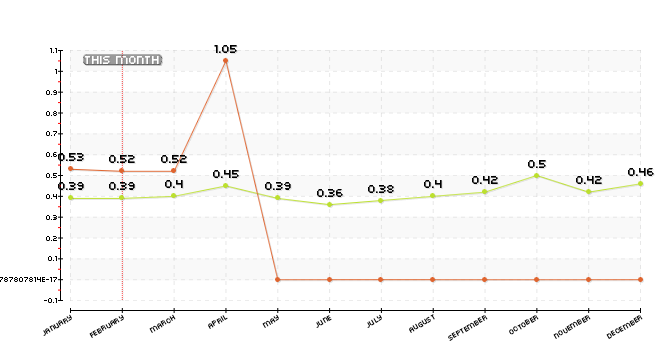 1.05
1.1
THIS MONTH
1
0.9
0.8
0.7
0.6
0.53 0.52 0.52
0.5
0.39 0.39 0.4 0.45 0.39 0.36 0.38 0.4 0.42 0.5 0.42 0.46
0.4
0.3
0.2
0.1
787807814E-17
-0.1
JANUARY FEBRUARY MARCH APRIL MAY JUNE JULY AUGUST SEPTEMBER OCTOBER NOVEMBER DECEMBER